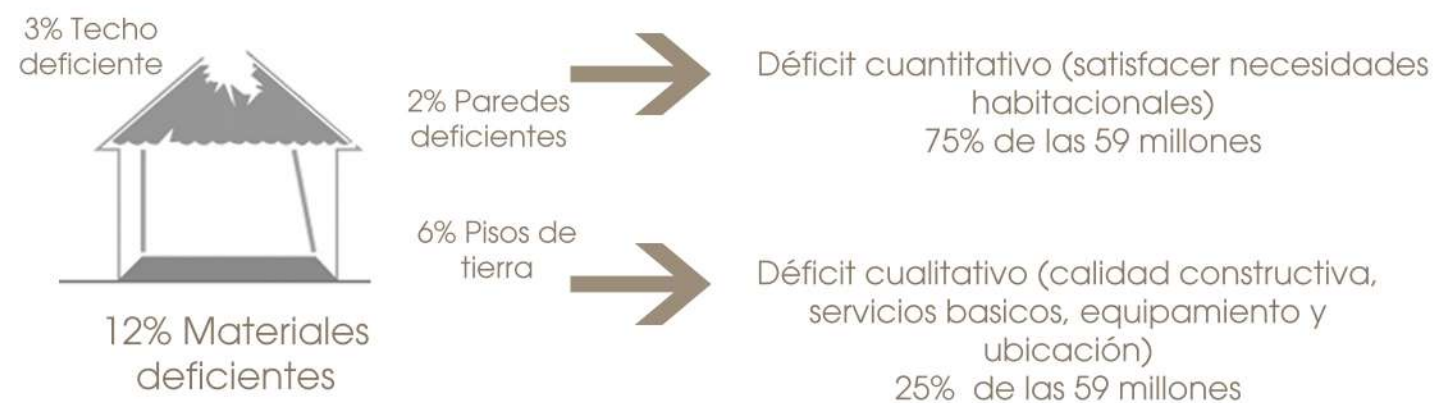 3% Techo
deficiente
2% Paredes
deficientes
6% Pisos de
tierra
12% Materiales
deficientes
Déficit cuantitativo (satisfacer necesidades
habitacionales)
75% de las 59 millones
Déficit cualitativo (calidad constructiva,
servicios basicos, equipamiento y
ubicación)
25% de las 59 millones